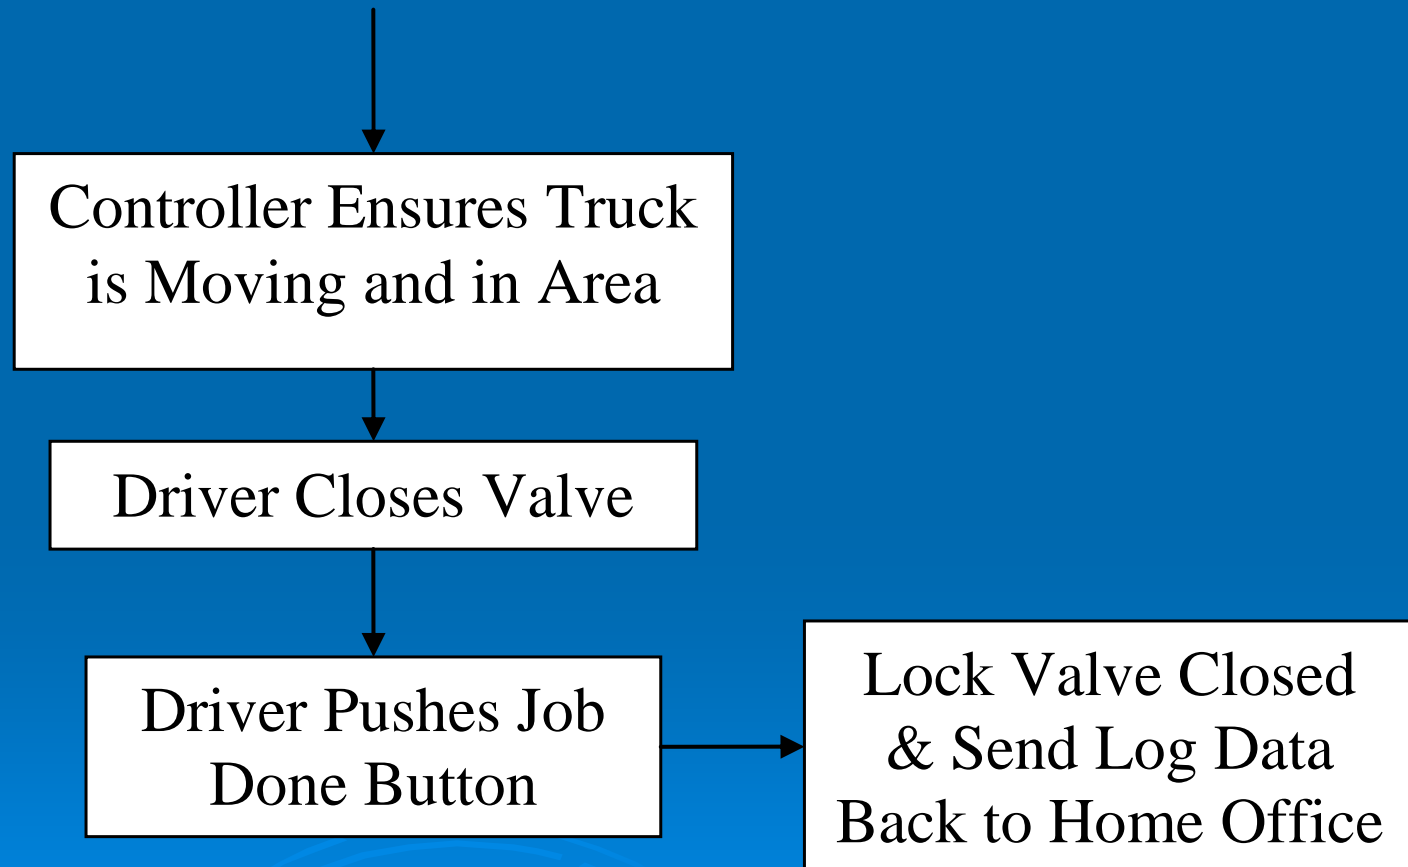 Controller Ensures Truck
is Moving and in Area
Driver Closes Valve
Driver Pushes Job
Done Button
Lock Valve Closed
& Send Log Data
Back to Home Office